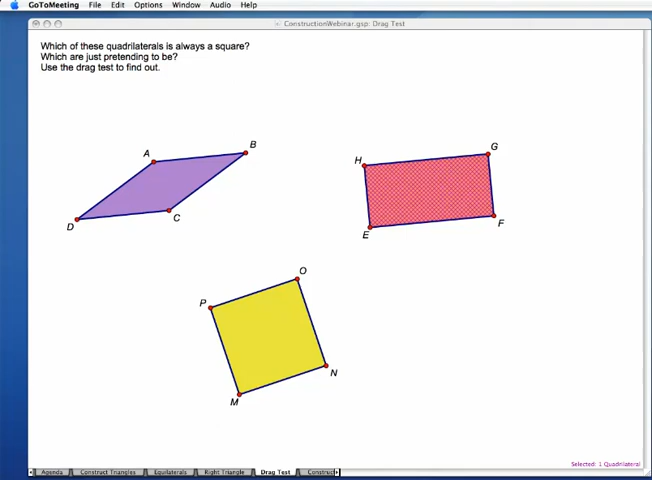 GoToMeeting File Edit Options Window Audio Help
ConstructionWebinar.gsp: Drag Test
Which of these quadrilaterals is always a square?
Which are just pretending to be?
Use the drag test to find out.
A
B
C
D
H
G
E
F
P
O
N
M
Selected: 1 Quadrilateral
Agenda Construct Triangles Equilaterals Right Triangle Drag Test Construct